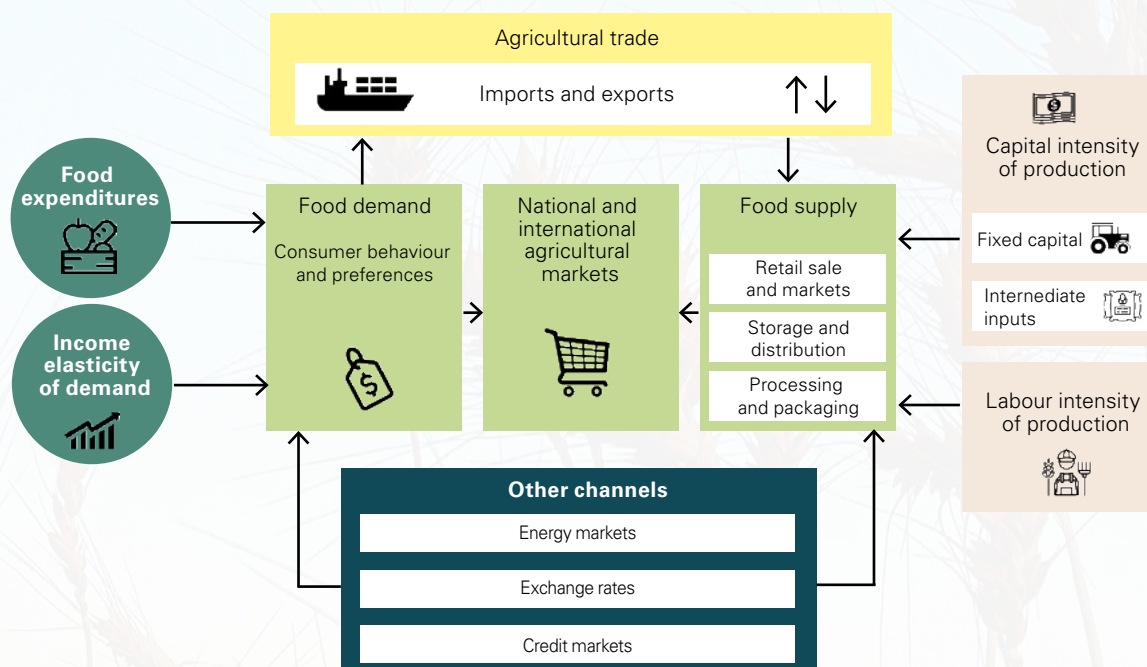 Agricultural trade
Imports and exports
Food
expenditures
Income
elasticity
of demand
Food demand
Consumer behaviour
and preferences
$
National and
international
agricultural
markets
Food supply
Retail sale
and markets
Storage and
distribution
Processing
and packaging
$
Capital intensity
of production
Fixed capital
Internediate
inputs
Labour intensity
of production
Other channels
Energy markets
Exchange rates
Credit markets